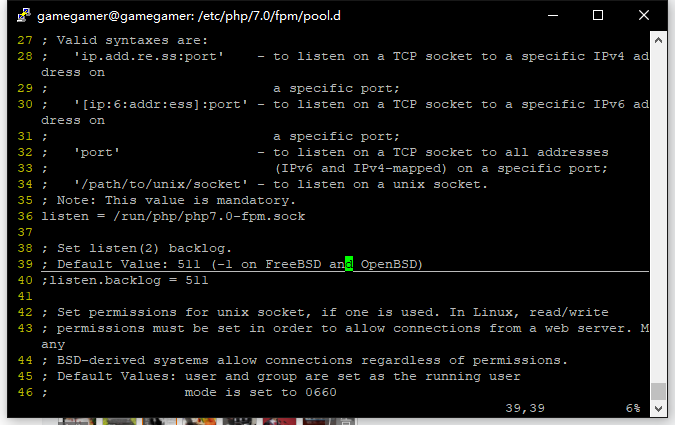 gamegamer@gamegamer: /etc/php/7.0/fpm/pool.d
27 ; Valid syntaxes are:
28 ;   'ip.add.re.ss:port'    - to listen on a TCP socket to a specific IPv4 ad
dress on
29 ;                            a specific port;
30 ;   '[ip:6:addr:ess]:port' - to listen on a TCP socket to a specific IPv6 ad
dress on
31 ;                            a specific port;
32 ;   'port'                 - to listen on a TCP socket to all addresses
33 ;                            (IPv6 and IPv4-mapped) on a specific port;
34 ;   '/path/to/unix/socket' - to listen on a unix socket.
35 ; Note: This value is mandatory.
36 listen = /run/php/php7.0-fpm.sock
37
38 ; Set listen(2) backlog.
39 ; Default Value: 511 (-1 on FreeBSD and OpenBSD)
40 ;listen.backlog = 511
41
42 ; Set permissions for unix socket, if one is used. In Linux, read/write
43 ; permissions must be set in order to allow connections from a web server. M
any
44 ; BSD-derived systems allow connections regardless of permissions.
45 ; Default Values: user and group are set as the running user
46 ;                 mode is set to 0660
39,39          6%